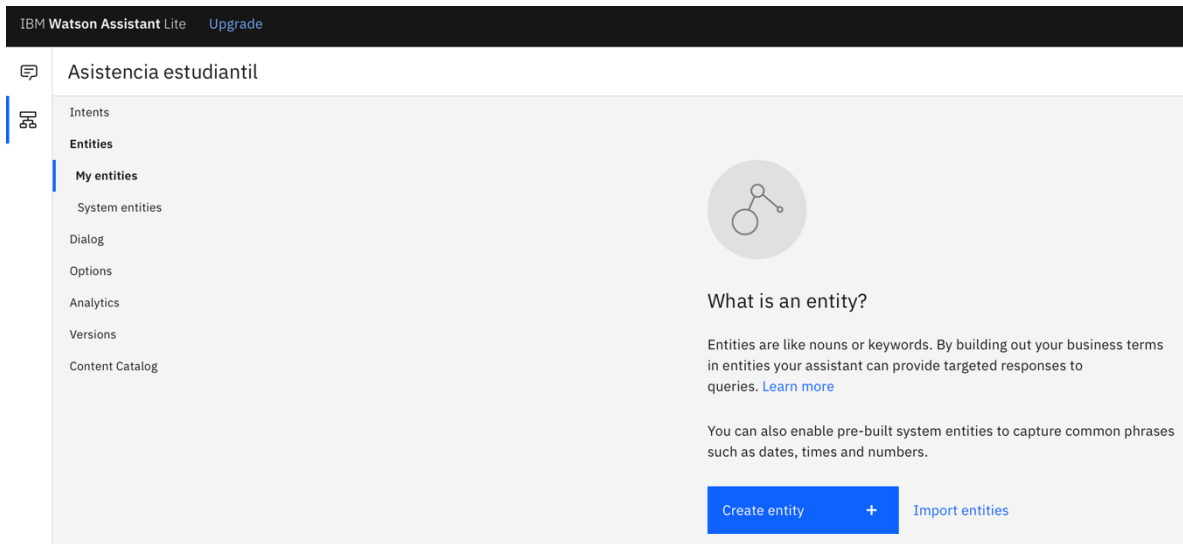 IBM Watson Assistant Lite Upgrade
Asistencia estudiantil
Intents
Entities
My entities
System entities
Dialog
Options
Analytics
Versions
Content Catalog
What is an entity?
Entities are like nouns or keywords. By building out your business terms
in entities your assistant can provide targeted responses to
queries. Learn more
You can also enable pre-built system entities to capture common phrases
such as dates, times and numbers.
Create entity + Import entities